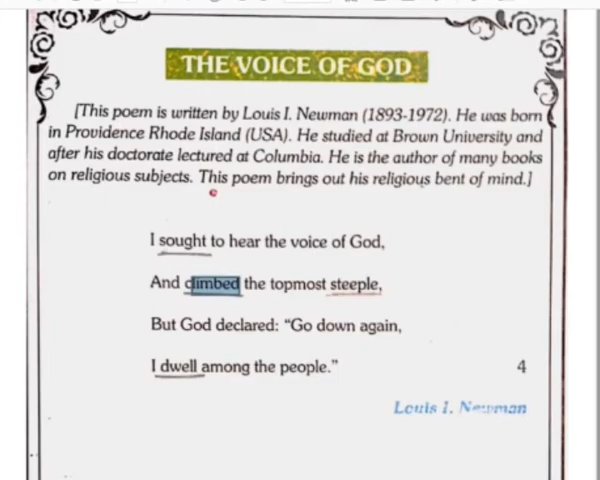 THE VOICE OF GOD
[This poem is written by Louis I. Newman (1893-1972). He was born
in Providence Rhode Island (USA). He studied at Brown University and
after his doctorate lectured at Columbia. He is the author of many books
on religious subjects. This poem brings out his religious bent of mind.]
I sought to hear the voice of God,
And climbed the topmost steeple,
But God declared: “Go down again,
I dwell among the people.” 4
Louis I. Newman